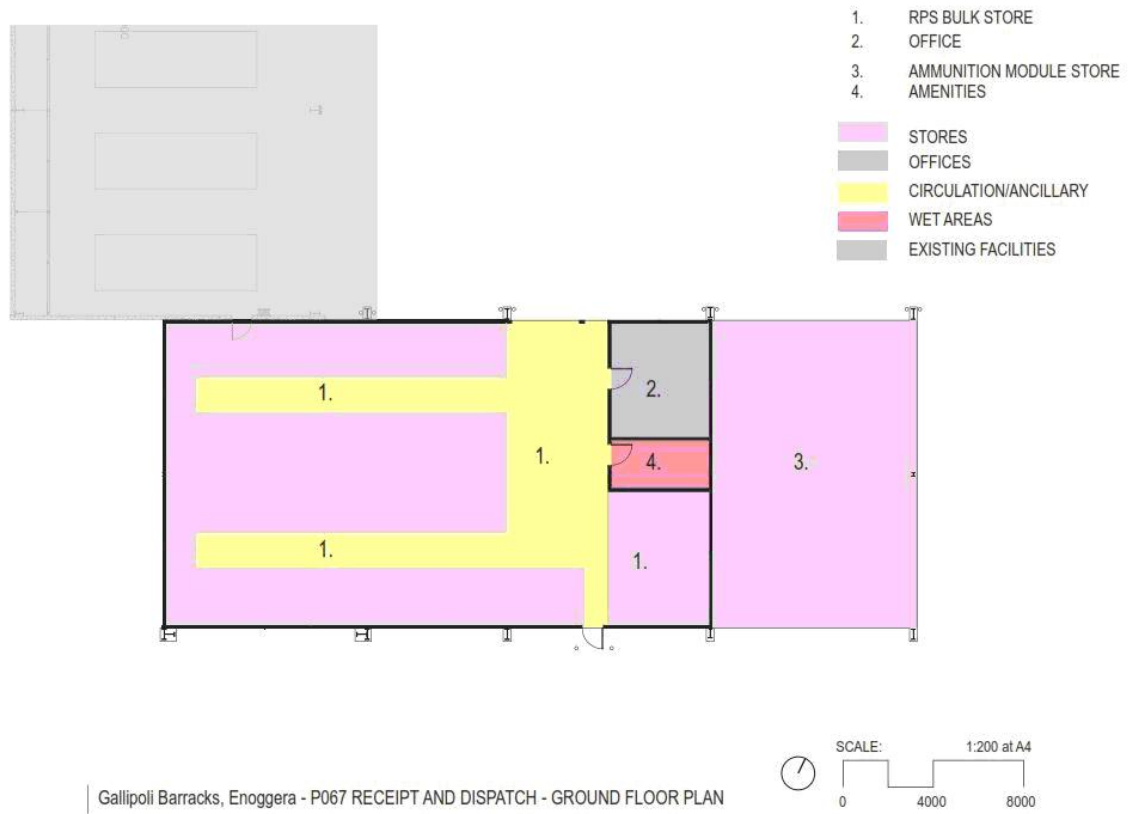 1. RPS BULK STORE
2. OFFICE
3. AMMUNITION MODULE STORE
4. AMENITIES
STORES
OFFICES
CIRCULATION/ANCILLARY
WET AREAS
EXISTING FACILITIES
1.
2.
1.
4.
3.
1.
1.
SCALE: 1:200 at A4
0 4000 8000
Gallipoli Barracks, Enoggera - P067 RECEIPT AND DISPATCH - GROUND FLOOR PLAN